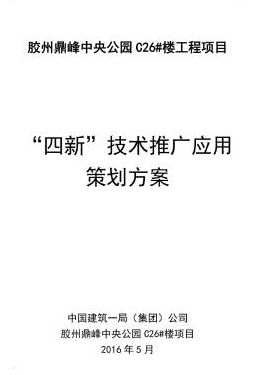 胶州鼎峰中央公园 C26#楼工程项目
“四新”技术推广应用
策划方案
中国建筑一局（集团）公司
胶州鼎峰中央公园 C26#楼项目
2016 年 5 月